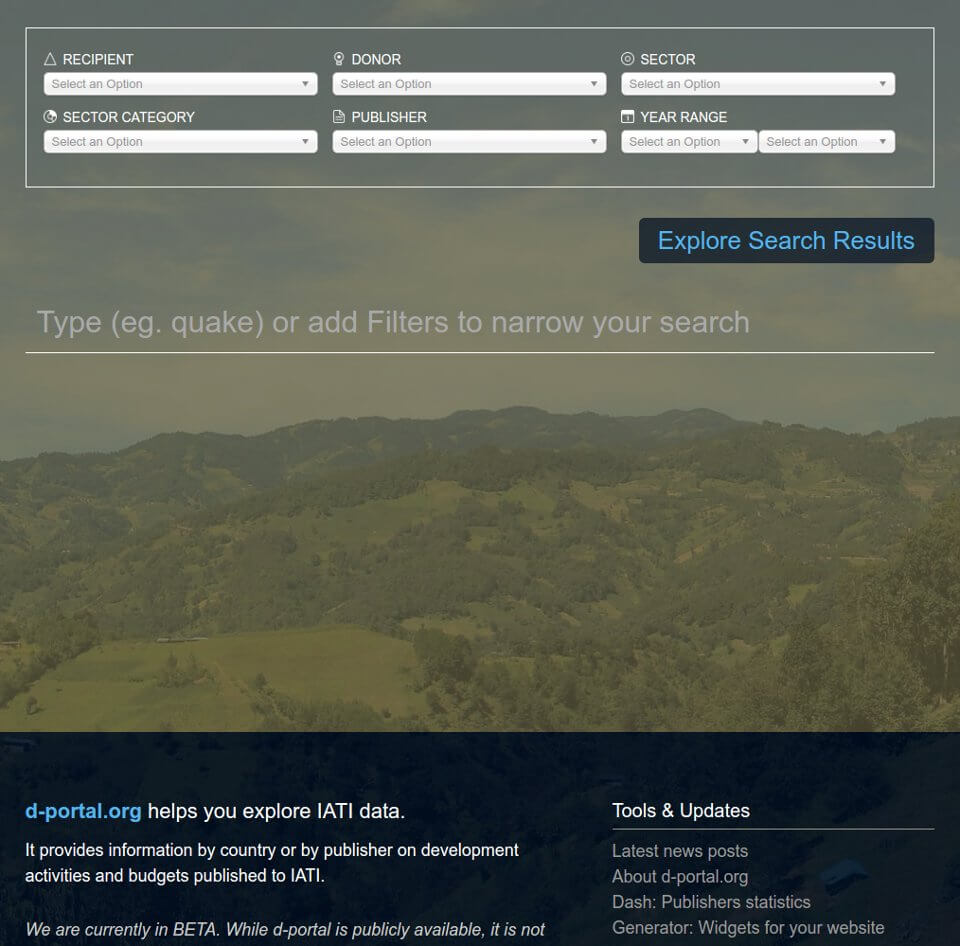 RECIPIENT DONOR SECTOR
Select an Option Select an Option Select an Option
SECTOR CATEGORY PUBLISHER YEAR RANGE
Select an Option Select an Option Select an Option Select an Option
Explore Search Results
Type (eg. quake) or add Filters to narrow your search
d-portal.org helps you explore IATI data.
It provides information by country or by publisher on development
activities and budgets published to IATI.
We are currently in BETA. While d-portal is publicly available, it is not
Tools & Updates
Latest news posts
About d-portal.org
Dash: Publishers statistics
Generator: Widgets for your website